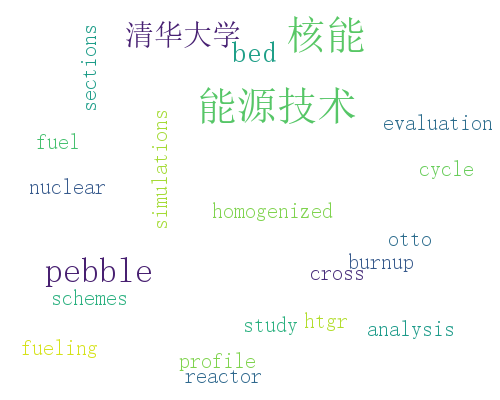 清华大学
核能
bed
sections
能源技术
evaluation
fuel
simulations
cycle
nuclear
homogenized
otto
burnup
pebble
cross
schemes
study
htgr
analysis
fueling
profile
reactor